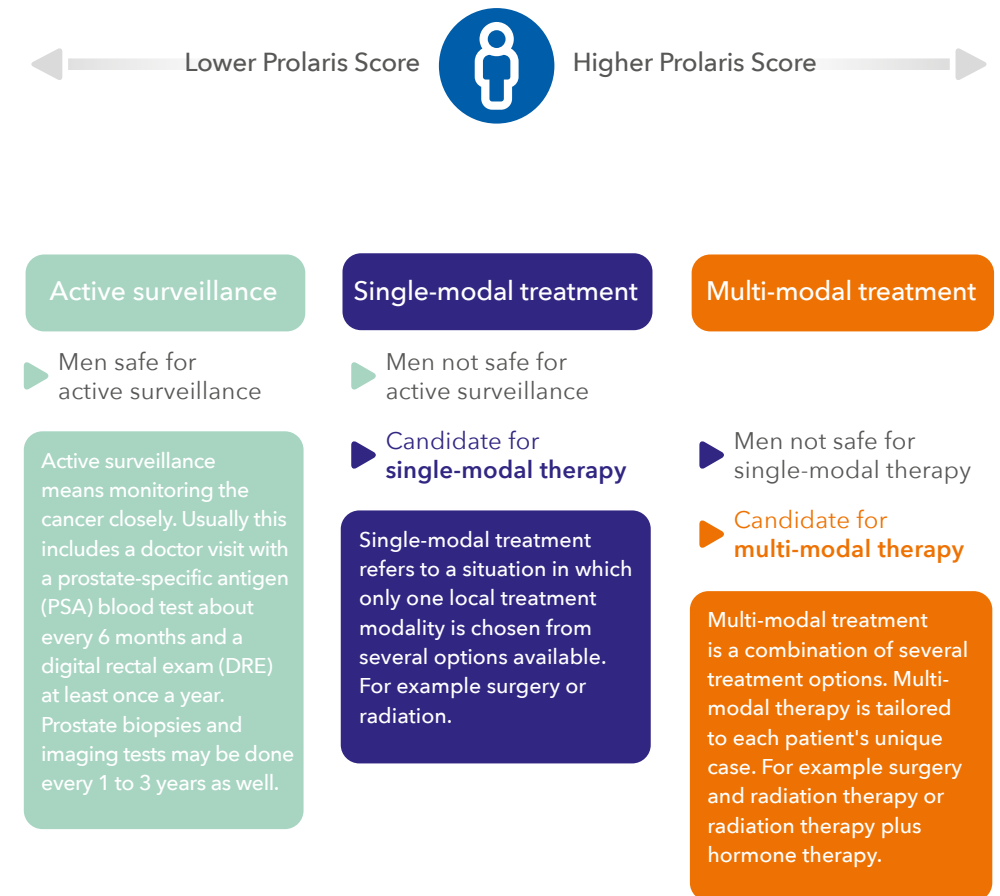 Lower Prolaris Score
Higher Prolaris Score
Active surveillance
Men safe for
active surveillance
Active surveillance
means monitoring the
cancer closely. Usually this
includes a doctor visit with
a prostate-specific antigen
(PSA) blood test about
every 6 months and a
digital rectal exam (DRE)
at least once a year.
Prostate biopsies and
imaging tests may be done
every 1 to 3 years as well.
Single-modal treatment
Men not safe for
active surveillance
Candidate for
single-modal therapy
Single-modal treatment
refers to a situation in which
only one local treatment
modality is chosen from
several options available.
For example surgery or
radiation.
Multi-modal treatment
Men not safe for
single-modal therapy
Candidate for
multi-modal therapy
Multi-modal treatment
is a combination of several
treatment options. Multi-
modal therapy is tailored
to each patient's unique
case. For example surgery
and radiation therapy or
radiation therapy plus
hormone therapy.